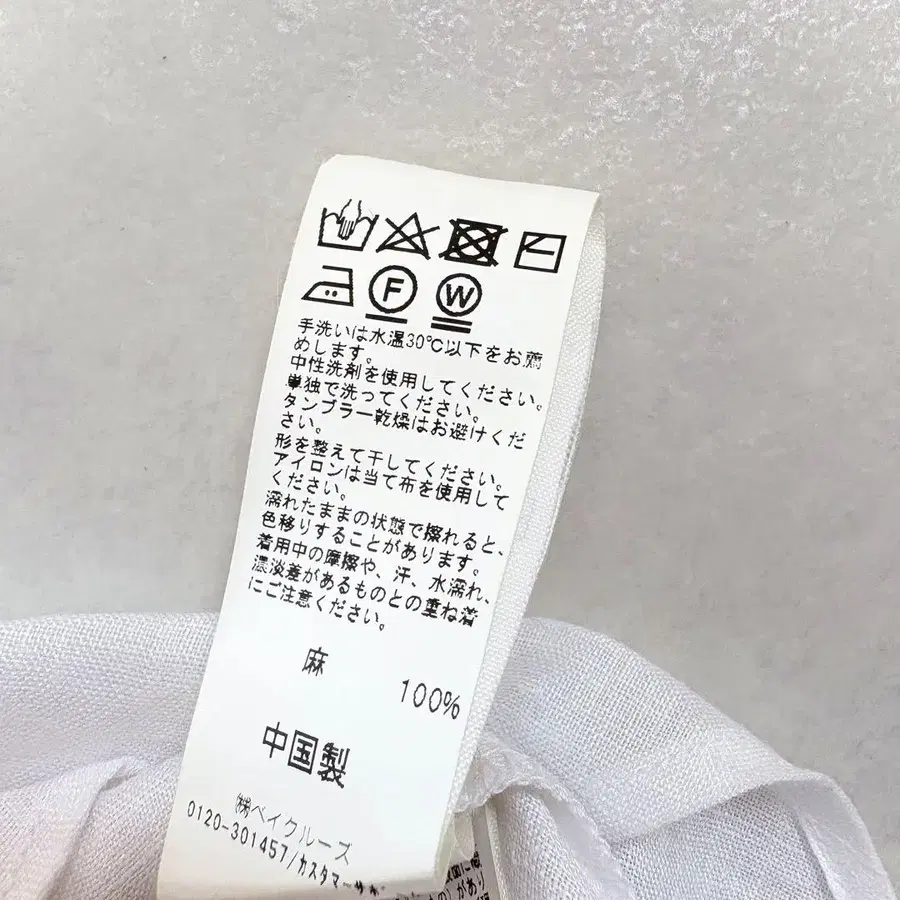 F W
手洗いは水温30℃以下をお薦
めします。
中性洗剤を使用してください。
単独で洗ってください。
タンブラー乾燥はお避けくだ
さい。
形を整えて干してください。
アイロンは当て布を使用して
ください。
濡れたままの状態で擦れると、
色移りすることがあります。
着用中の摩擦や、汗、水濡れ、
濃淡差があるものとの重ね着
にご注意ください。
麻
100%
中国製
㈱ベイクルーズ
0120-301457/カスタマーサポ